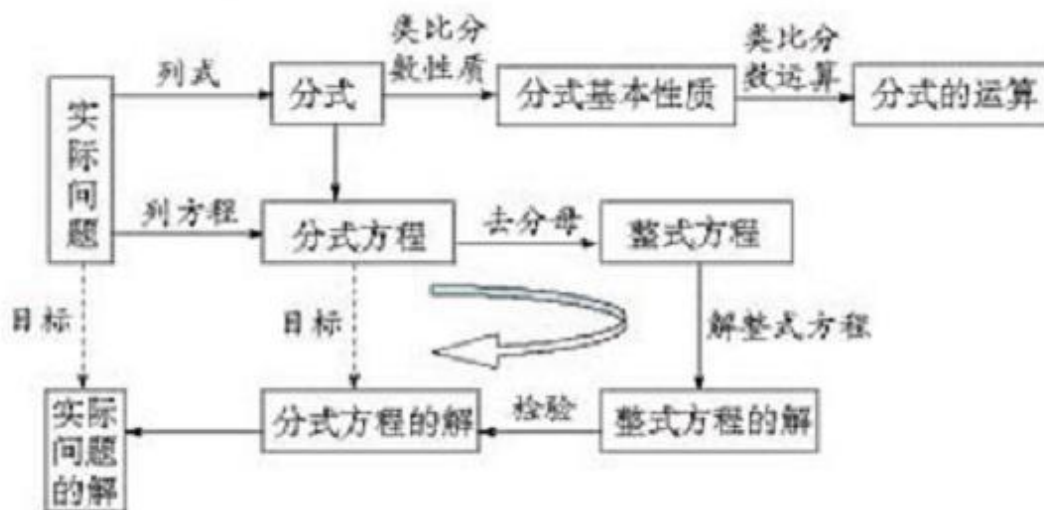 类比分
数性质
类比分
数运算
列式
分式
分式基本性质
分式的运算
实
际
问
题
列方程
分式方程
去分母
整式方程
目标
目标
解整式方程
实际
问题
的解
分式方程的解
检验
整式方程的解